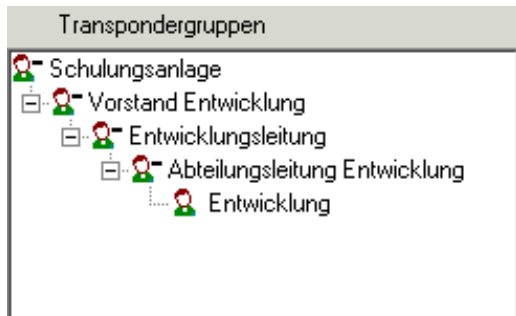 Transpondergruppen
Schulungsanlage
Vorstand Entwicklung
Entwicklungsleitung
Abteilungsleitung Entwicklung
Entwicklung